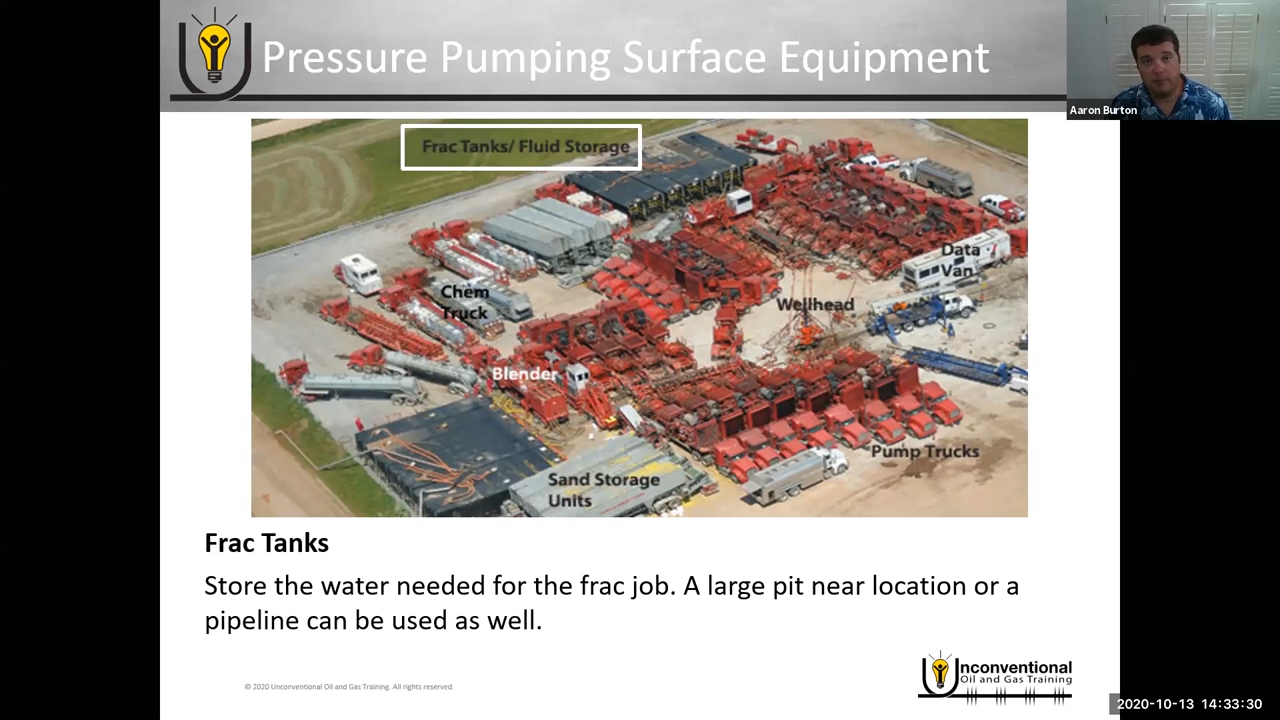 Pressure Pumping Surface Equipment
Aaron Burton
Frac Tanks/ Fluid Storage
Data
Van
Chem
Truck
Wellhead
Blender
Pump Trucks
Sand Storage
Units
Frac Tanks
Store the water needed for the frac job. A large pit near location or a
pipeline can be used as well.
© 2020 Unconventional Oil and Gas Training. All rights reserved.
Unconventional
Oil and Gas Training
2020-10-13 14:33:30